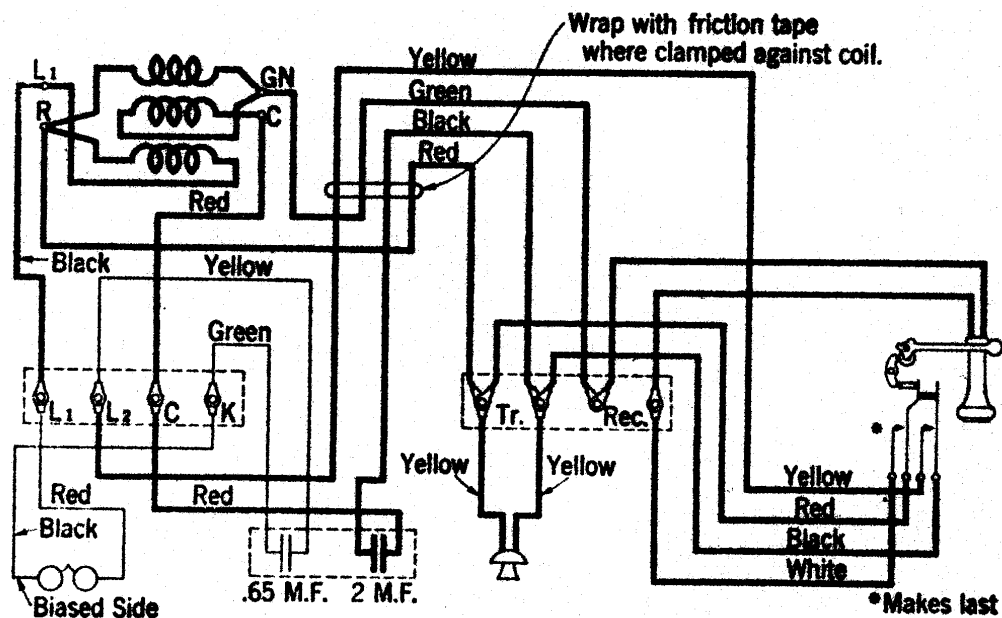 Wrap with friction tape
where clamped against coil.
L1
GN
Yellow
R
C
Green
Black
Red
Red
Black
Yellow
Green
L1 L2 C K
Tr. Rec.
*
Yellow Yellow
Red Red
Black
Yellow
Red
Black
White
.65 M.F. 2 M.F.
Biased Side
*Makes last